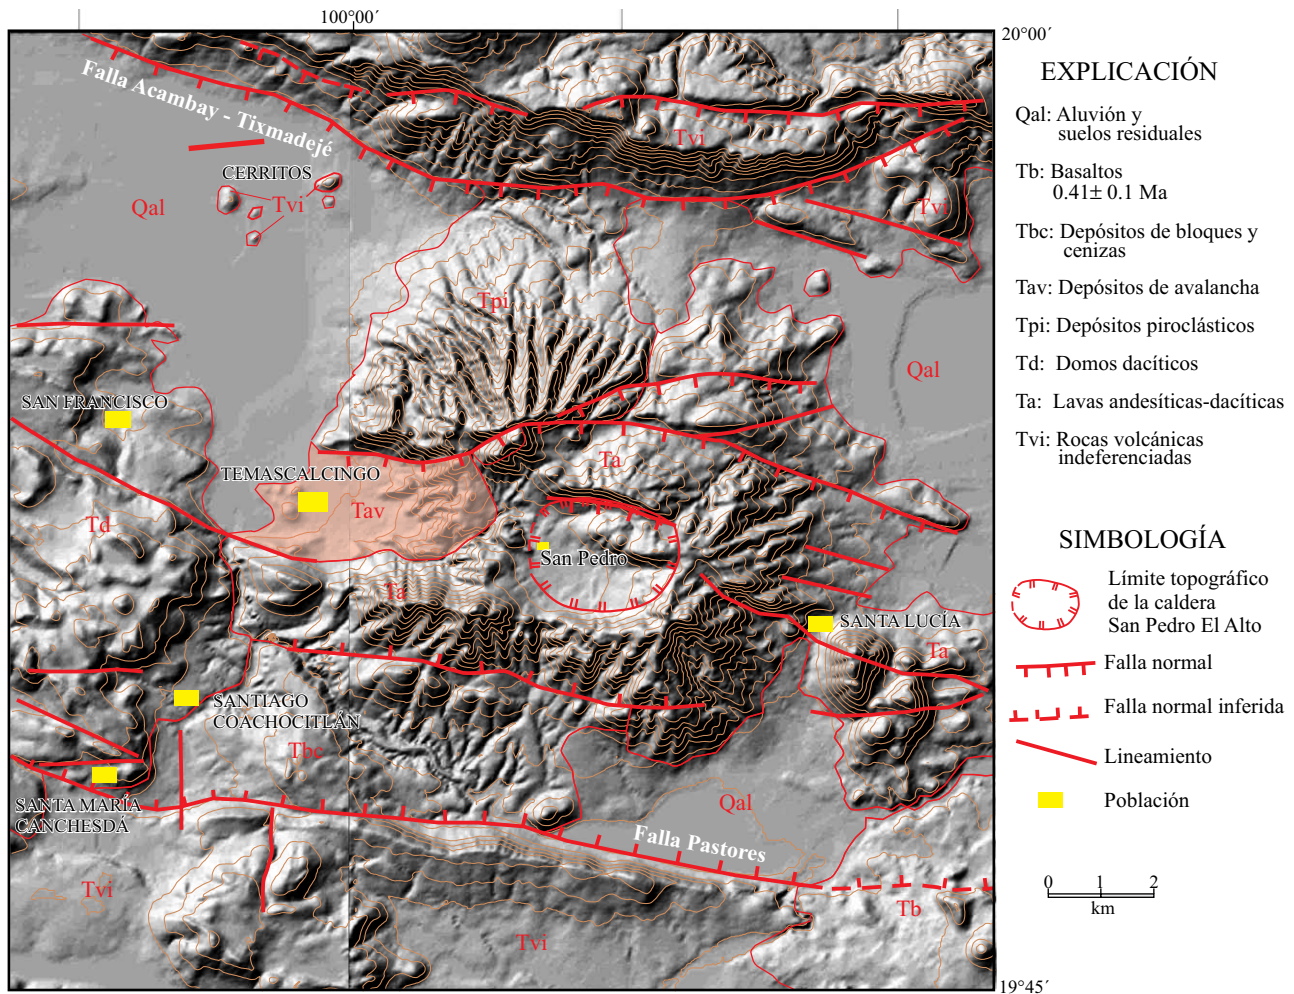 100°00´
20°00´
Falla Acambay - Tixmadejé
Tvi
CERRITOS
Qal
Tvi
Tvi
Tpi
Qal
SAN FRANCISCO
TEMASCALCINGO
Ta
Tav
Td
San Pedro
Ta
SANTA LUCÍA
Ta
SANTIAGO
COACHOCITLÁN
Tbc
SANTA MARÍA
CANCHESDÁ
Qal
Falla Pastores
Tvi
Tb
Tvi
19°45´
EXPLICACIÓN
Qal: Aluvión y
suelos residuales
Tb: Basaltos
0.41± 0.1 Ma
Tbc: Depósitos de bloques y
cenizas
Tav: Depósitos de avalancha
Tpi: Depósitos piroclásticos
Td: Domos dacíticos
Ta: Lavas andesíticas-dacíticas
Tvi: Rocas volcánicas
indeferenciadas
SIMBOLOGÍA
Límite topográfico
de la caldera
San Pedro El Alto
Falla normal
Falla normal inferida
Lineamiento
Población
0 1 2
km